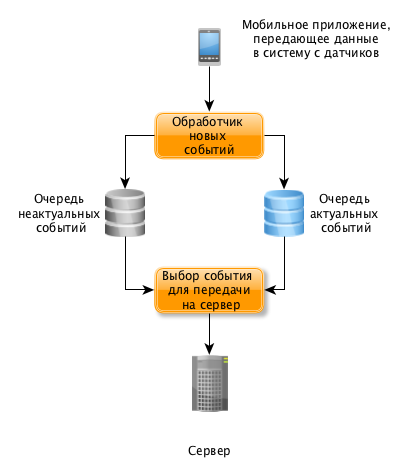 Мобильное приложение,
передающее данные
в систему с датчиков
Обработчик
новых
событий
Очередь
неактуальных
событий
Очередь
актуальных
событий
Выбор события
для передачи
на сервер
Сервер